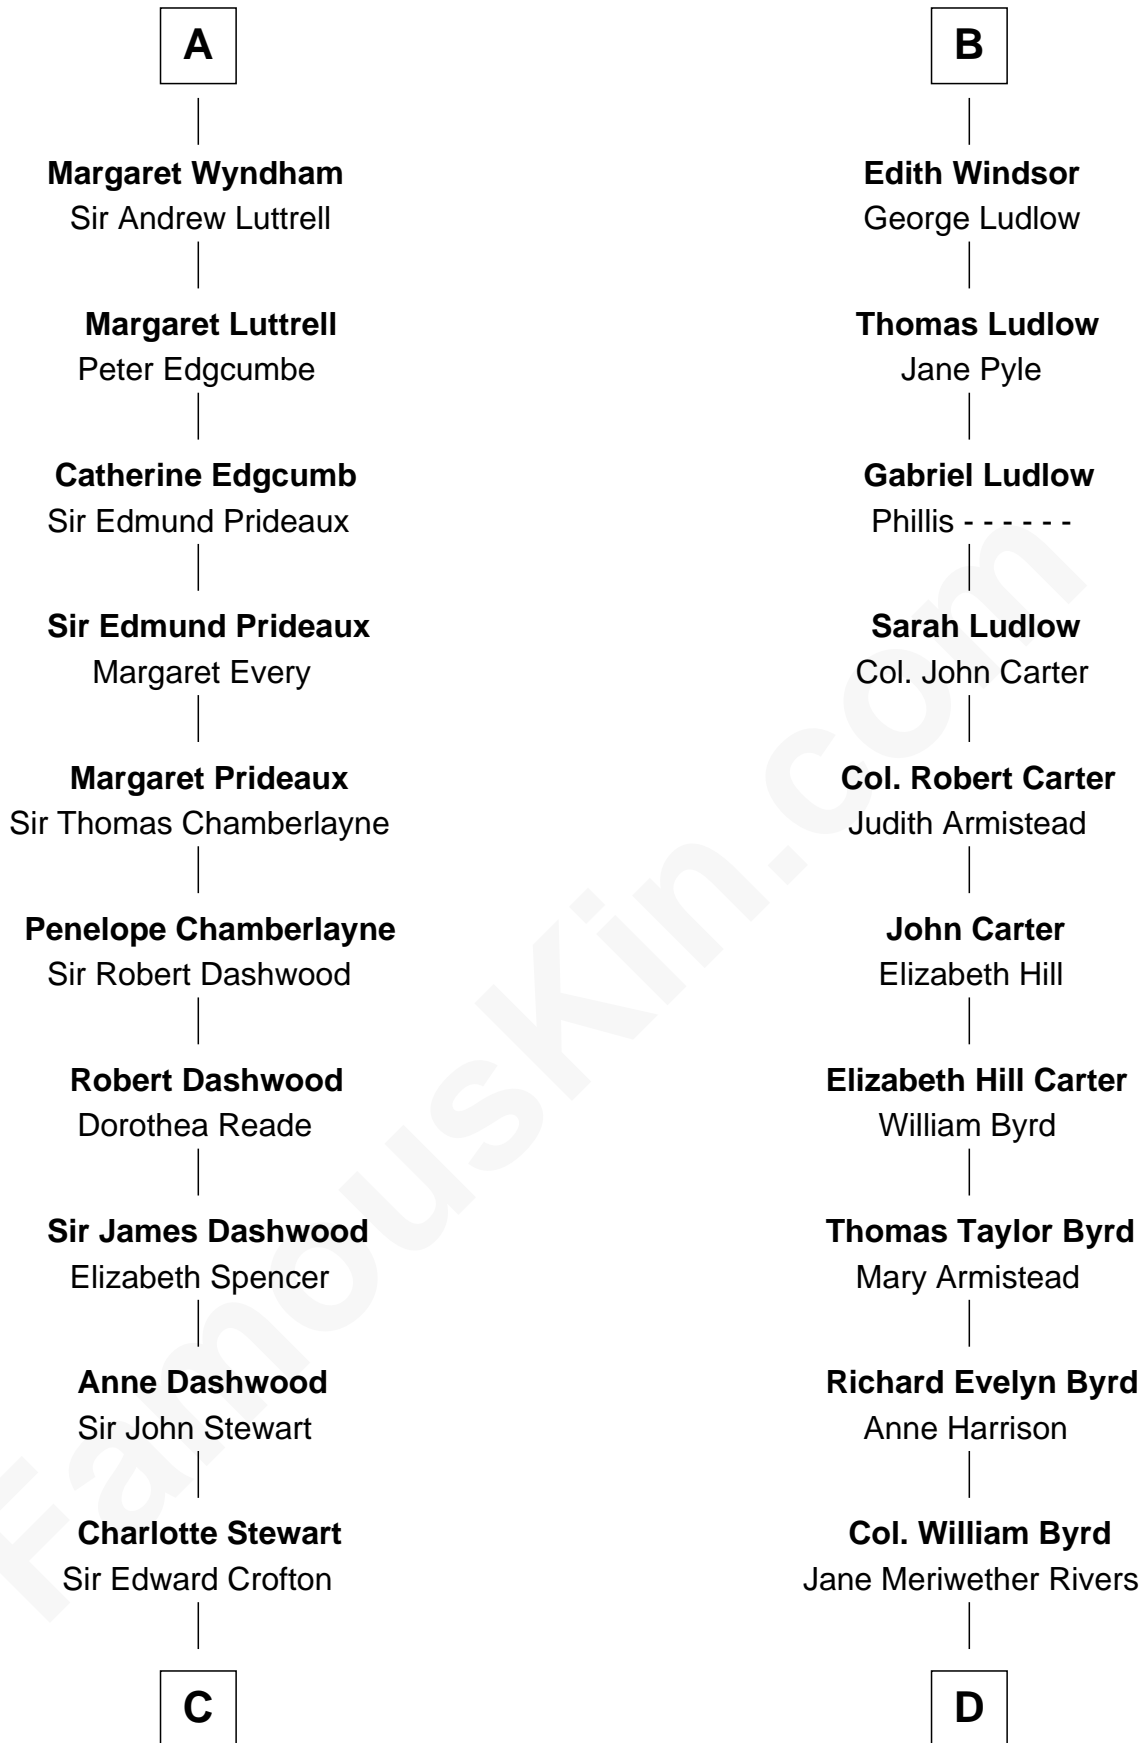 A
Margaret Wyndham
Sir Andrew Luttrell
Margaret Luttrell
Peter Edgcumbe
Catherine Edgcumb
Sir Edmund Prideaux
Sir Edmund Prideaux
Margaret Every
Margaret Prideaux
Sir Thomas Chamberlayne
Penelope Chamberlayne
Sir Robert Dashwood
Robert Dashwood
Dorothea Reade
Sir James Dashwood
Elizabeth Spencer
Anne Dashwood
Sir John Stewart
Charlotte Stewart
Sir Edward Crofton
C
B
Edith Windsor
George Ludlow
Thomas Ludlow
Jane Pyle
Gabriel Ludlow
Phillis - - - - - -
Sarah Ludlow
Col. John Carter
Col. Robert Carter
Judith Armistead
John Carter
Elizabeth Hill
Elizabeth Hill Carter
William Byrd
Thomas Taylor Byrd
Mary Armistead
Richard Evelyn Byrd
Anne Harrison
Col. William Byrd
Jane Meriwether Rivers
D
FamousKin.com